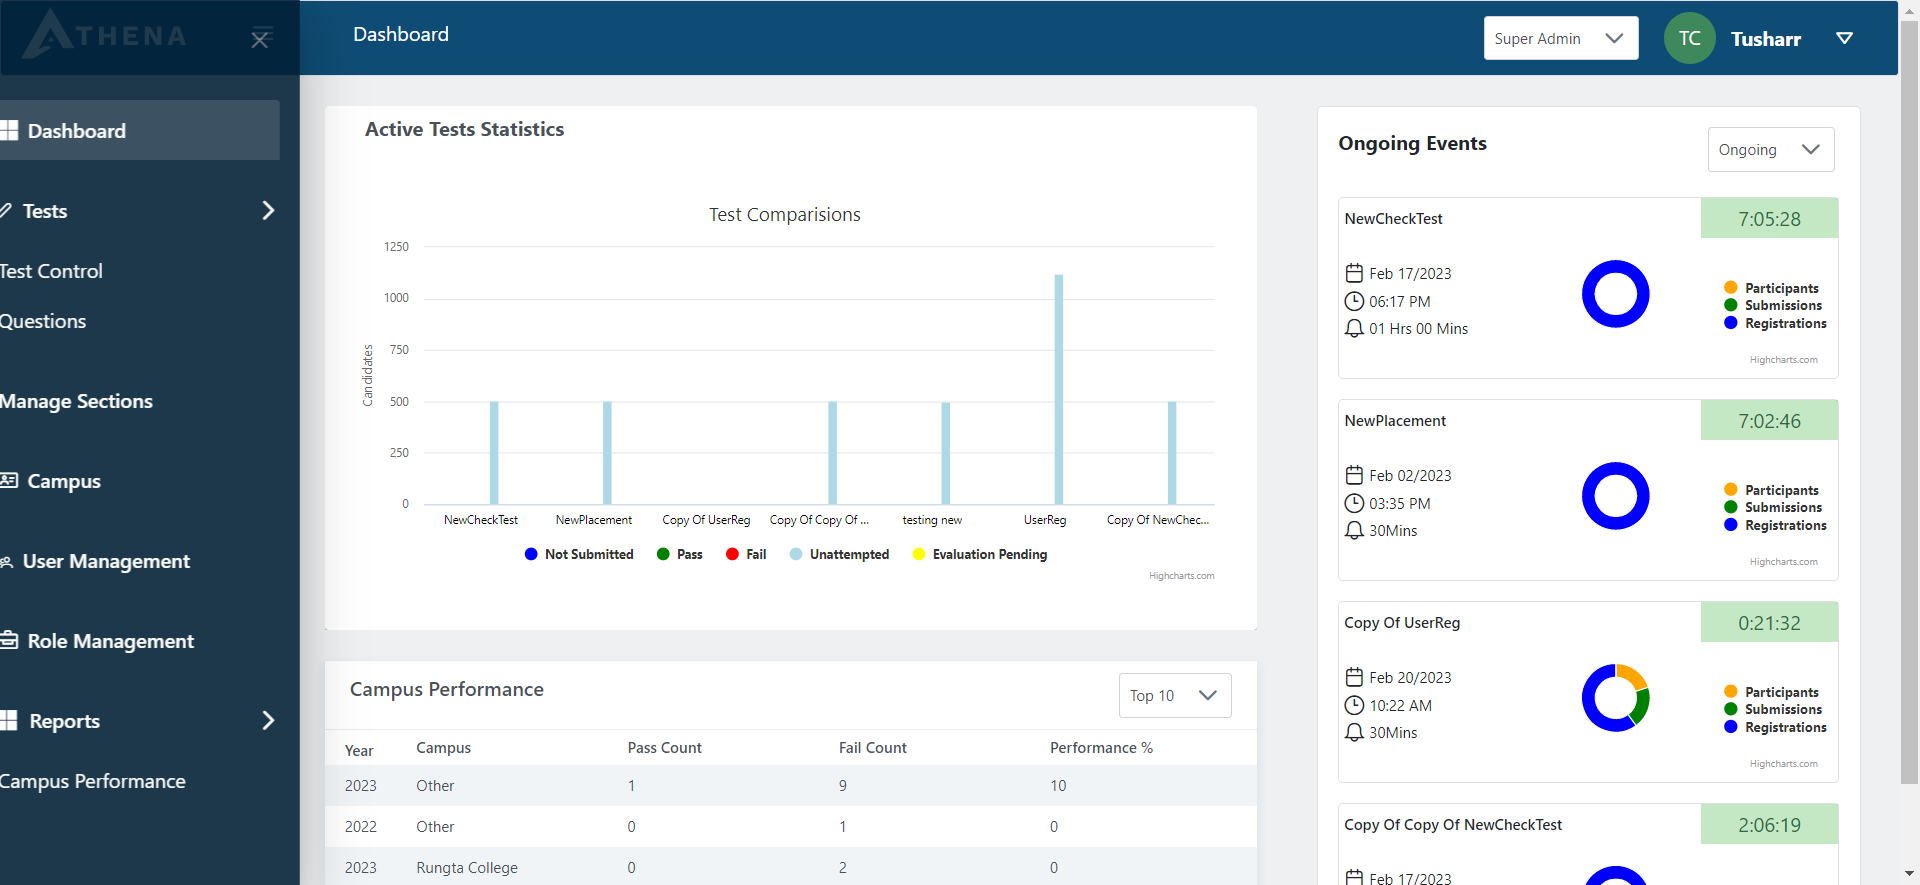 ATHENA
Dashboard
Super Admin
TC
Tusharr
Dashboard
Tests
Test Control
Questions
Manage Sections
Campus
User Management
Role Management
Reports
Campus Performance
Active Tests Statistics
Test Comparisions
Candidates
1250
1000
750
500
250
0
NewCheckTest NewPlacement Copy Of UserReg Copy Of Copy Of ... testing new UserReg Copy Of NewChec...
Not Submitted Pass Fail Unattempted Evaluation Pending
Highcharts.com
Campus Performance
Top 10
Year Campus Pass Count Fail Count Performance %
2023 Other 1 9 10
2022 Other 0 1 0
2023 Rungta College 0 2 0
Ongoing Events
Ongoing
NewCheckTest
7:05:28
Feb 17/2023
06:17 PM
01 Hrs 00 Mins
Participants
Submissions
Registrations
Highcharts.com
NewPlacement
7:02:46
Feb 02/2023
03:35 PM
30Mins
Participants
Submissions
Registrations
Highcharts.com
Copy Of UserReg
0:21:32
Feb 20/2023
10:22 AM
30Mins
Participants
Submissions
Registrations
Highcharts.com
Copy Of Copy Of NewCheckTest
2:06:19
Feb 17/2023